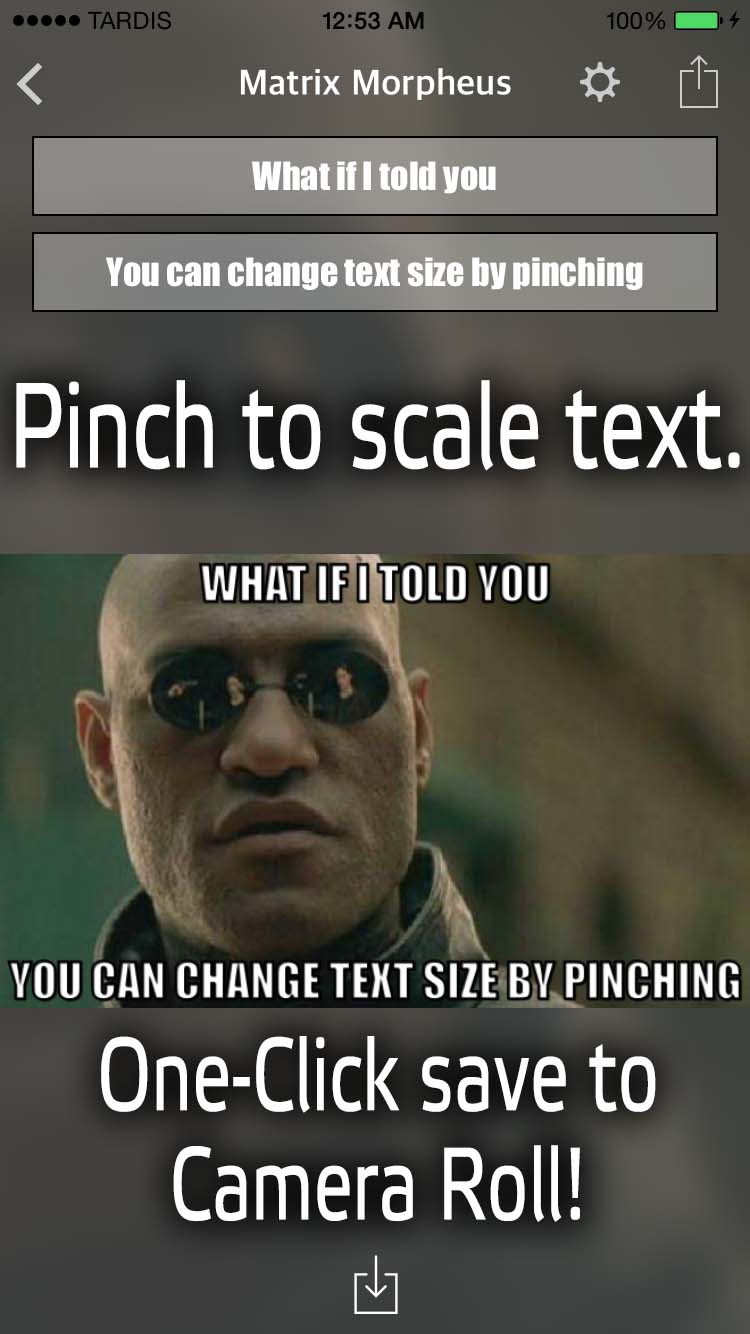 TARDIS 12:53 AM 100%
Matrix Morpheus
What if I told you
You can change text size by pinching
Pinch to scale text.
WHAT IF I TOLD YOU
YOU CAN CHANGE TEXT SIZE BY PINCHING
One-Click save to
Camera Roll!